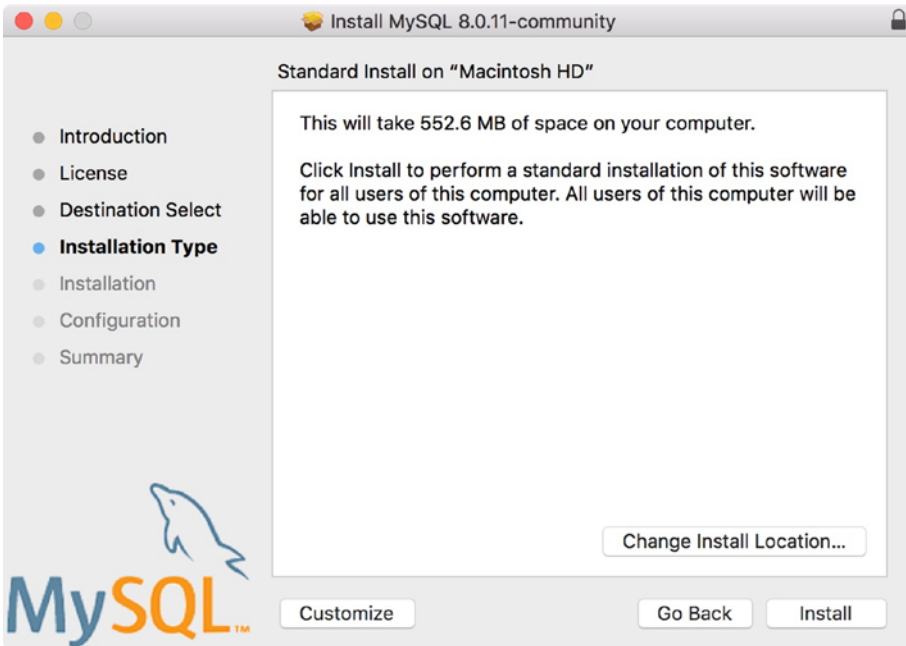 Install MySQL 8.0.11-community
Standard Install on “Macintosh HD”
Introduction
License
Destination Select
Installation Type
Installation
Configuration
Summary
This will take 552.6 MB of space on your computer.
Click Install to perform a standard installation of this software
for all users of this computer. All users of this computer will be
able to use this software.
Change Install Location...
MySQL™
Customize
Go Back
Install